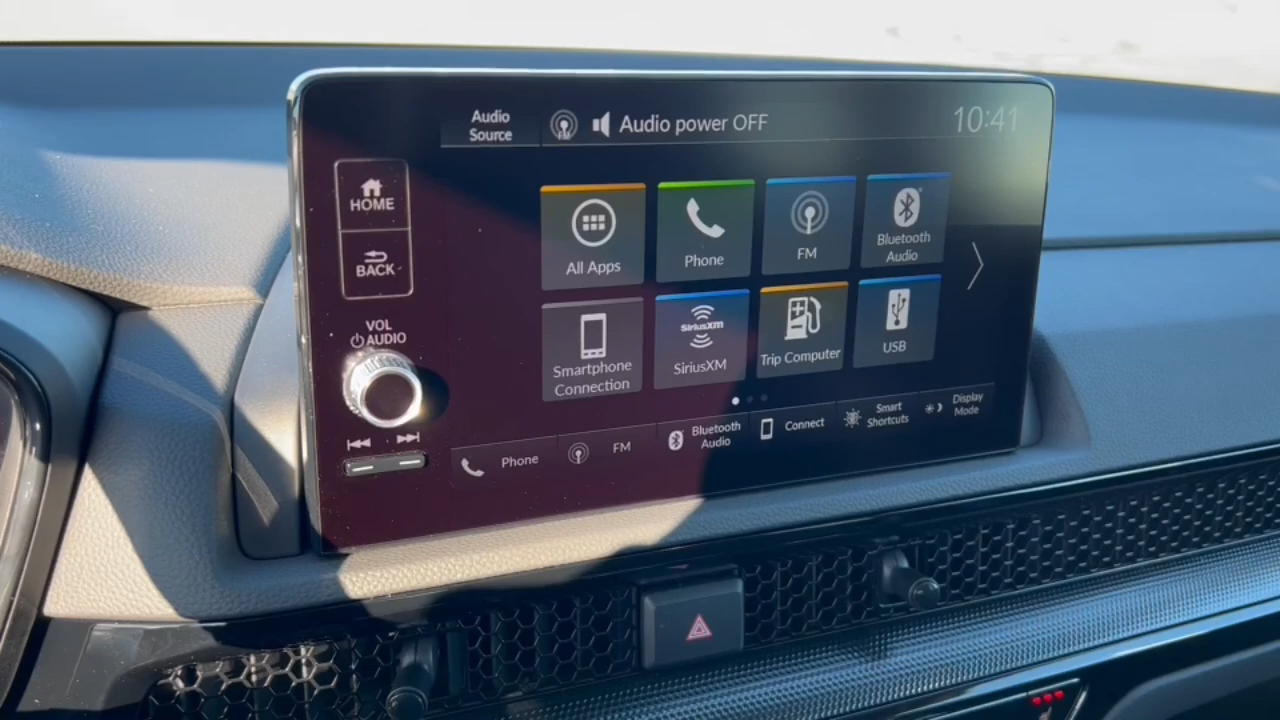 Audio
Source
FM
Audio power OFF
10:41
HOME
BACK
VOL
AUDIO
All Apps
Phone
FM
Bluetooth
Audio
Smartphone
Connection
SiriusXM
SiriusXM
Trip Computer
USB
Phone
FM
Bluetooth
Audio
Connect
Smart
Shortcuts
Display
Mode